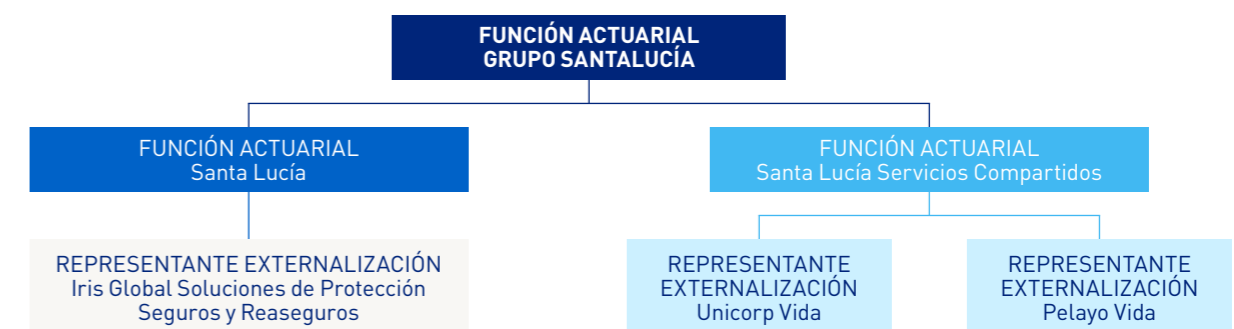 FUNCIÓN ACTUARIAL
GRUPO SANTALUCÍA
FUNCIÓN ACTUARIAL
Santa Lucía
FUNCIÓN ACTUARIAL
Santa Lucía Servicios Compartidos
REPRESENTANTE EXTERNALIZACIÓN
Iris Global Soluciones de Protección
Seguros y Reaseguros
REPRESENTANTE
EXTERNALIZACIÓN
Unicorp Vida
REPRESENTANTE
EXTERNALIZACIÓN
Pelayo Vida